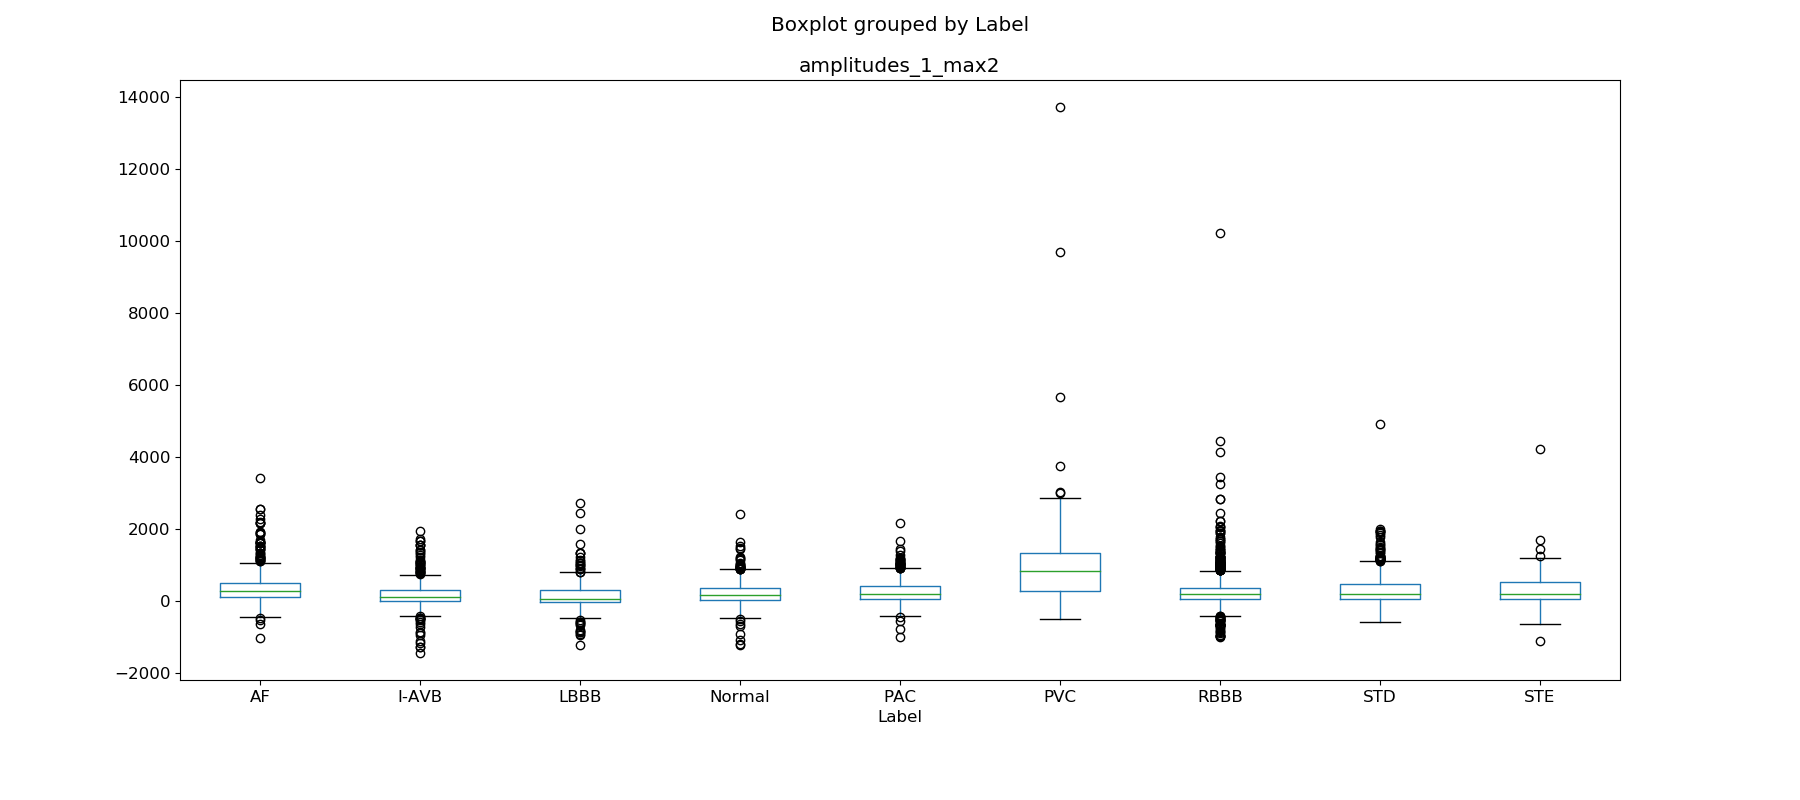 Boxplot grouped by Label
amplitudes_1_max2
14000
12000
10000
8000
6000
4000
2000
0
−2000
AF I-AVB LBBB Normal PAC PVC RBBB STD STE
Label